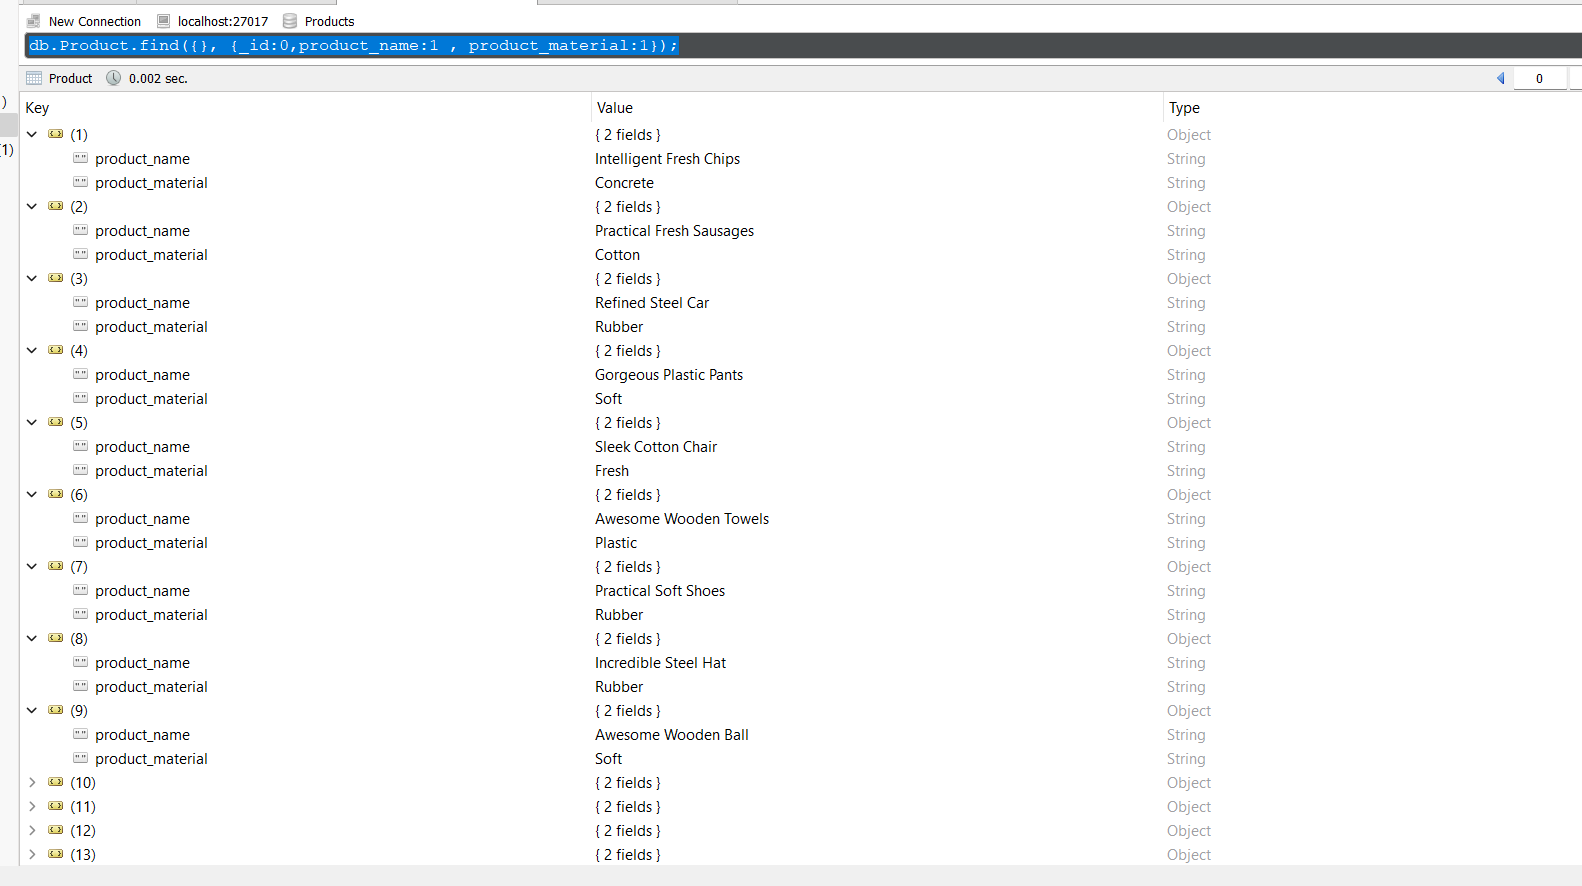 New Connection localhost:27017 Products
db.Product.find({}, {_id:0,product_name:1 , product_material:1});
Product 0.002 sec. 0
)
1)
Key Value Type
(1) { 2 fields } Object
"" product_name Intelligent Fresh Chips String
"" product_material Concrete String
(2) { 2 fields } Object
"" product_name Practical Fresh Sausages String
"" product_material Cotton String
(3) { 2 fields } Object
"" product_name Refined Steel Car String
"" product_material Rubber String
(4) { 2 fields } Object
"" product_name Gorgeous Plastic Pants String
"" product_material Soft String
(5) { 2 fields } Object
"" product_name Sleek Cotton Chair String
"" product_material Fresh String
(6) { 2 fields } Object
"" product_name Awesome Wooden Towels String
"" product_material Plastic String
(7) { 2 fields } Object
"" product_name Practical Soft Shoes String
"" product_material Rubber String
(8) { 2 fields } Object
"" product_name Incredible Steel Hat String
"" product_material Rubber String
(9) { 2 fields } Object
"" product_name Awesome Wooden Ball String
"" product_material Soft String
(10) { 2 fields } Object
(11) { 2 fields } Object
(12) { 2 fields } Object
(13) { 2 fields } Object